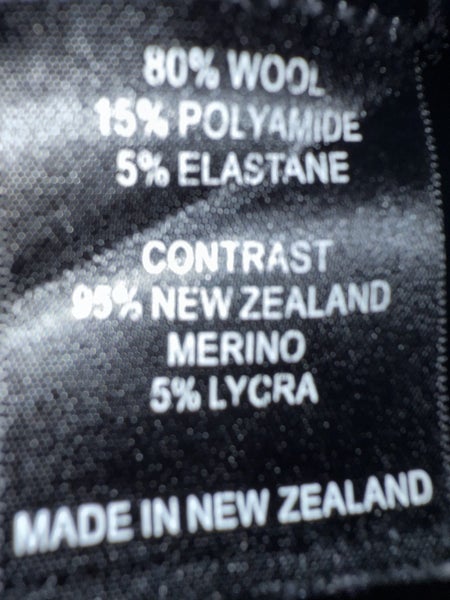 80% WOOL
15% POLYAMIDE
5% ELASTANE
CONTRAST
95% NEW ZEALAND
MERINO
5% LYCRA
MADE IN NEW ZEALAND